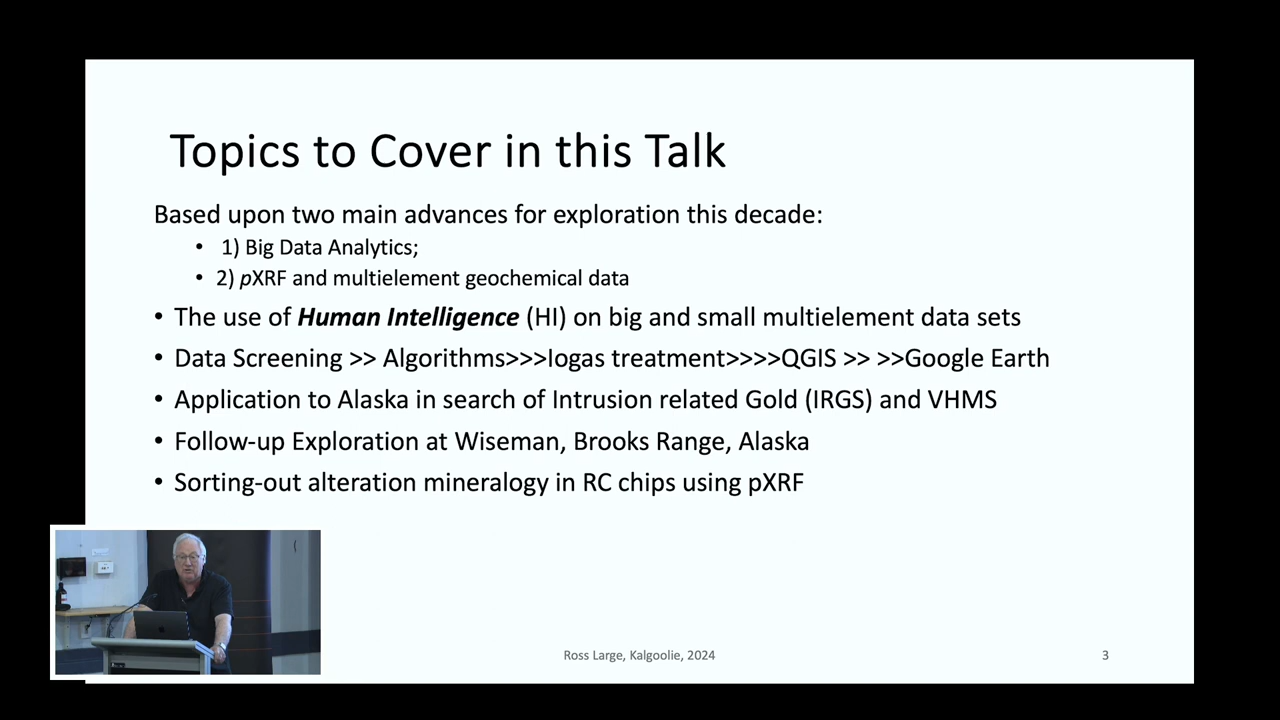 Topics to Cover in this Talk
Based upon two main advances for exploration this decade:
• 1) Big Data Analytics;
• 2) pXRF and multielement geochemical data
• The use of Human Intelligence (HI) on big and small multielement data sets
• Data Screening >> Algorithms>>>Iogas treatment>>>>QGIS >> >>Google Earth
• Application to Alaska in search of Intrusion related Gold (IRGS) and VHMS
• Follow-up Exploration at Wiseman, Brooks Range, Alaska
• Sorting-out alteration mineralogy in RC chips using pXRF
Ross Large, Kalgoolie, 2024
3